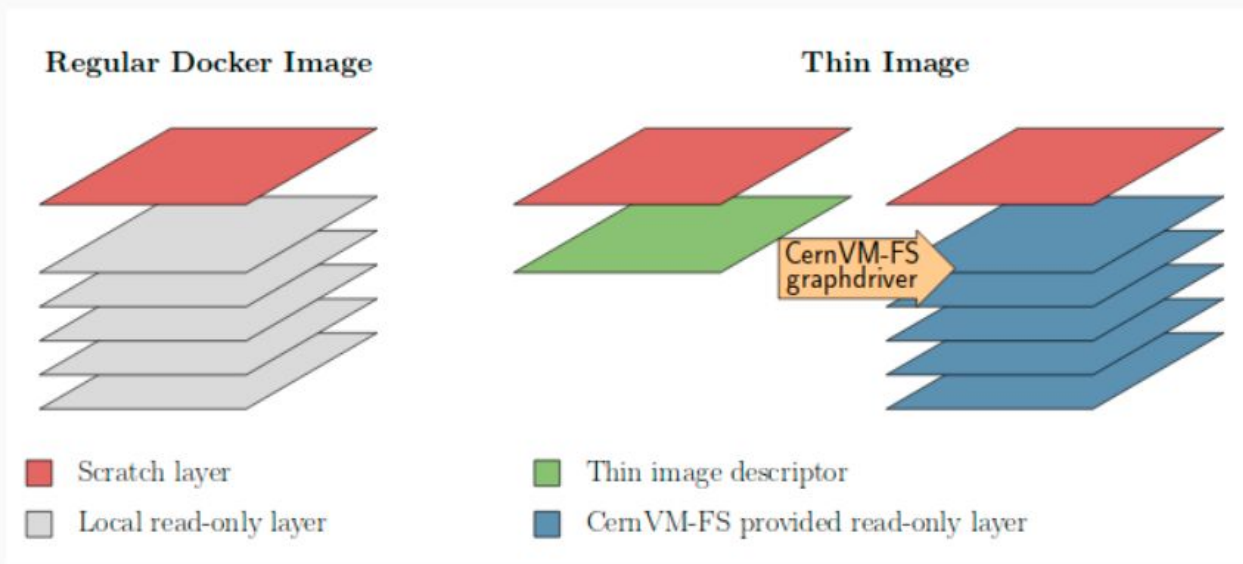 Regular Docker Image
Thin Image
CernVM-FS
graphdriver
Scratch layer
Local read-only layer
Thin image descriptor
CernVM-FS provided read-only layer